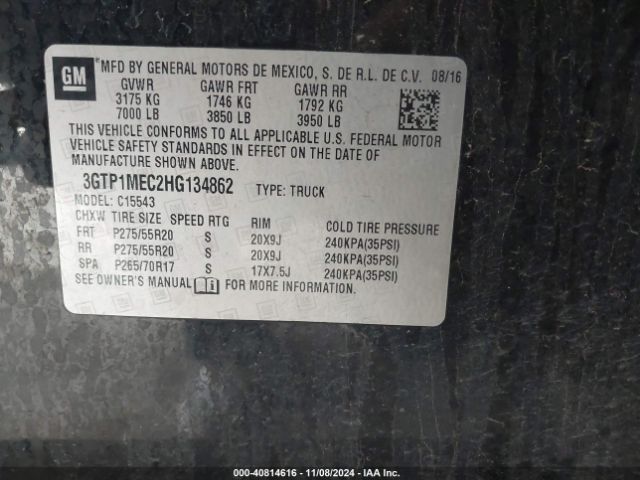 GM ® MFD BY GENERAL MOTORS DE MEXICO, S. DE R.L. DE C.V. 08/16
GVWR GAWR FRT GAWR RR
3175 KG 1746 KG 1792 KG
7000 LB 3850 LB 3950 LB
THIS VEHICLE CONFORMS TO ALL APPLICABLE U.S. FEDERAL MOTOR
VEHICLE SAFETY STANDARDS IN EFFECT ON THE DATE OF
MANUFACTURE SHOWN ABOVE.
3GTP1MEC2HG134862 TYPE: TRUCK
MODEL: C15543
CHXW TIRE SIZE SPEED RTG RIM COLD TIRE PRESSURE
FRT P275/55R20 S 20X9J 240KPA(35PSI)
RR P275/55R20 S 20X9J 240KPA(35PSI)
SPA P265/70R17 S 17X7.5J 240KPA(35PSI)
SEE OWNER'S MANUAL FOR MORE INFORMATION.
000-40814616 - 11/08/2024 - IAA Inc.